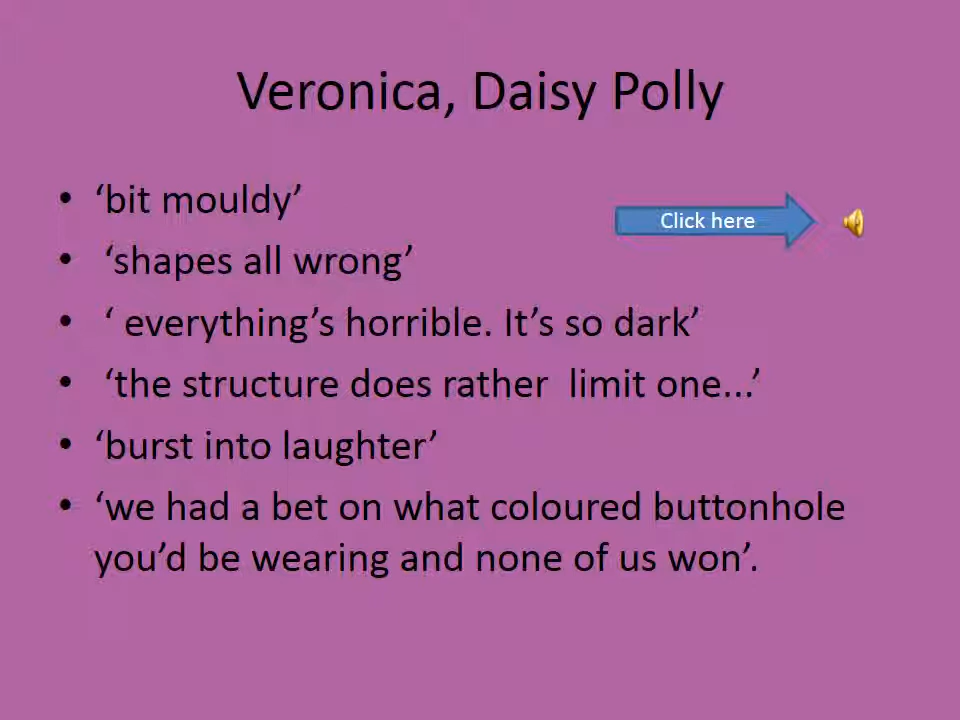 Veronica, Daisy Polly
• ‘bit mouldy’
Click here
• ‘shapes all wrong’
• ‘ everything’s horrible. It’s so dark’
• ‘the structure does rather  limit one...’
• ‘burst into laughter’
• ‘we had a bet on what coloured buttonhole
you’d be wearing and none of us won’.